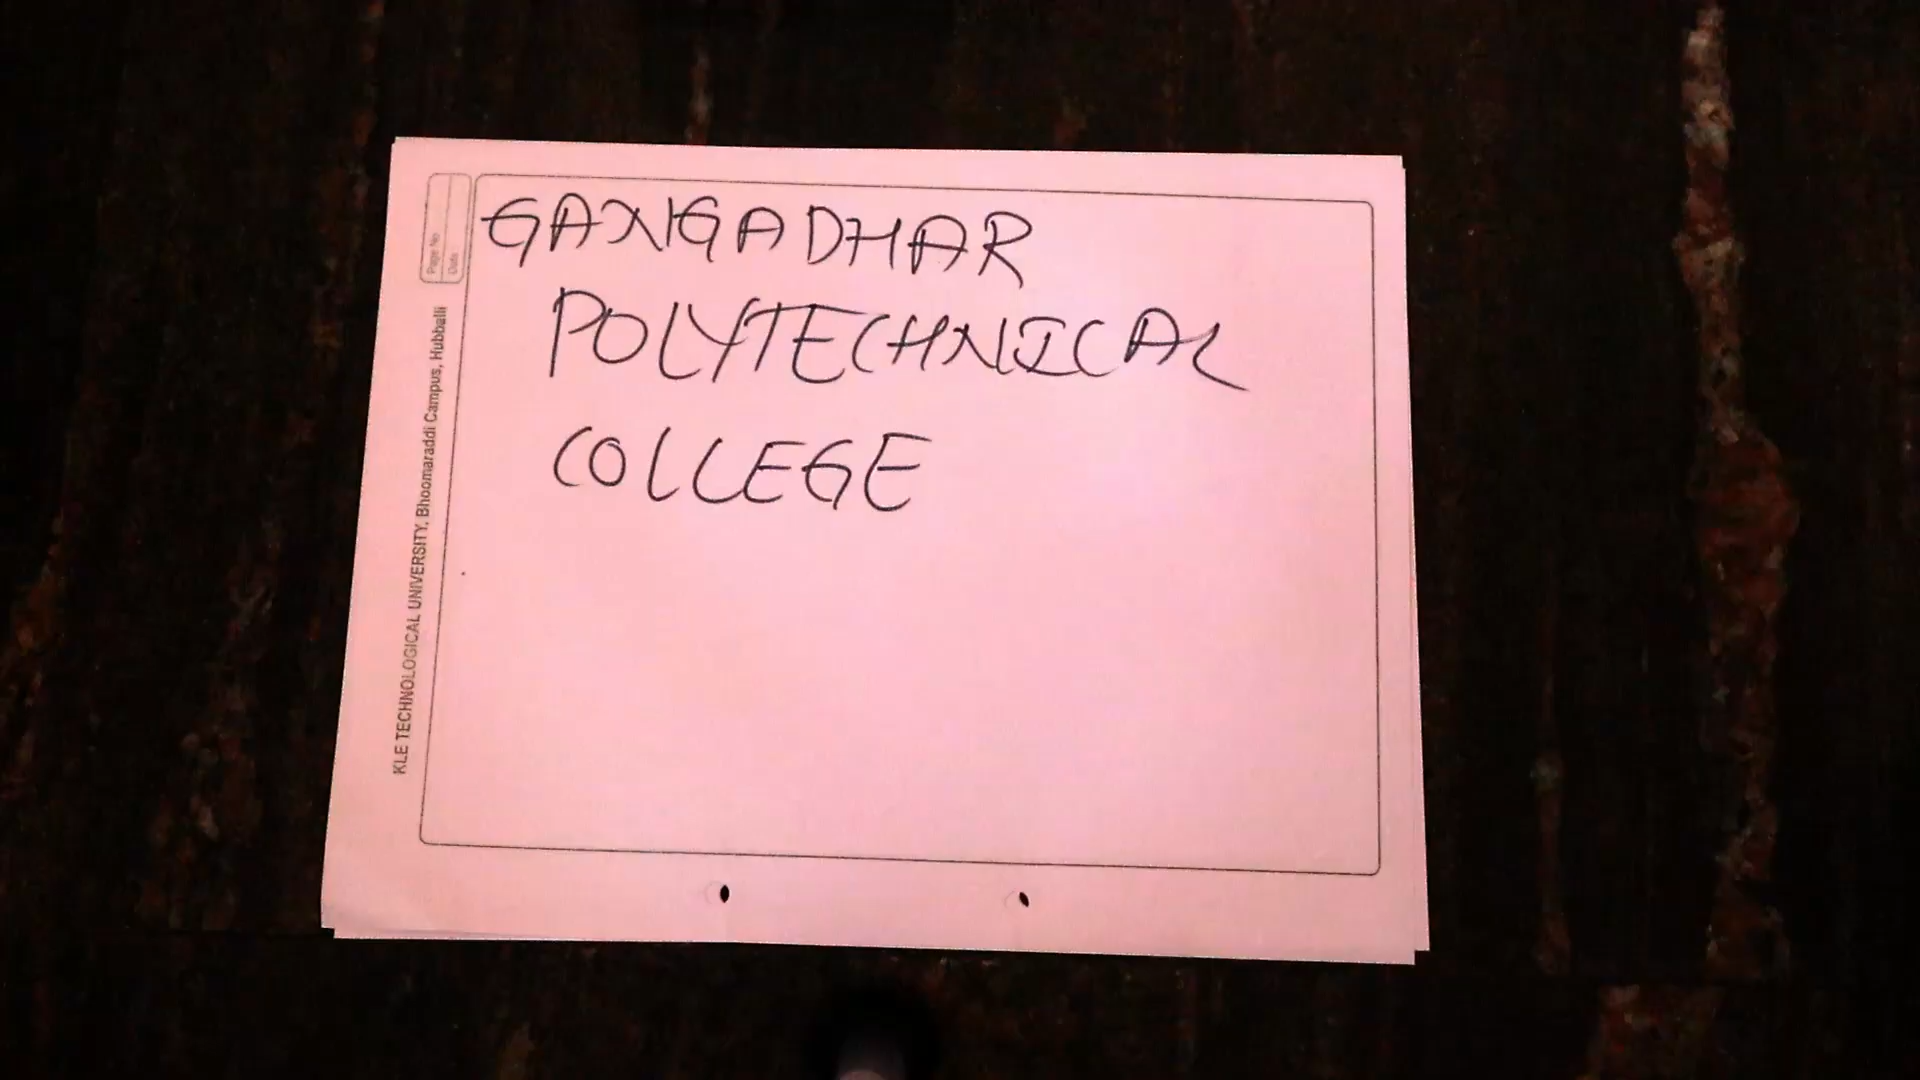 GANGADHAR
POLYTECHNICAL
COLLEGE
Page No
Date
KLE TECHNOLOGICAL UNIVERSITY, Bhoomaraddi Campus, Hubballi